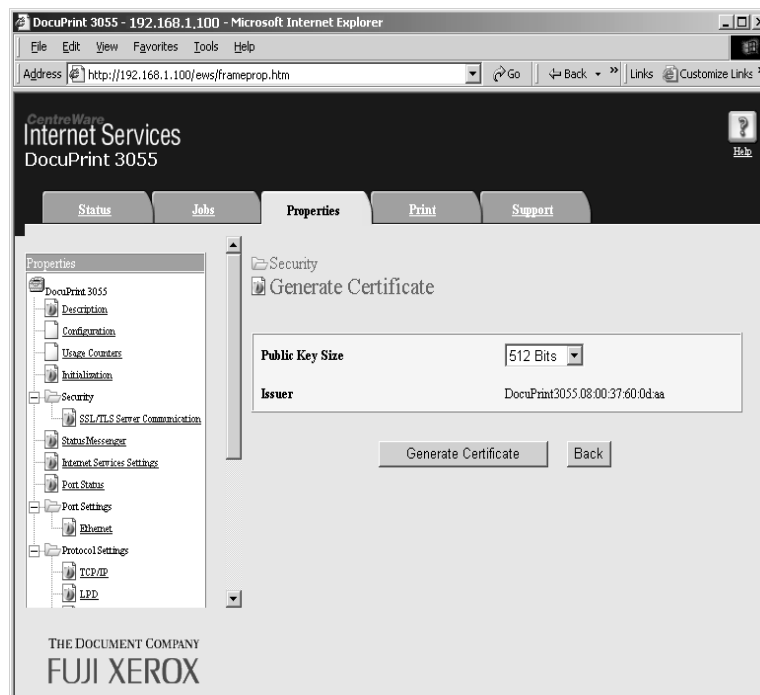 DocuPrint 3055 - 192.168.1.100 - Microsoft Internet Explorer
File Edit View Favorites Tools Help
Address http://192.168.1.100/ews/frameprop.htm Go Back » Links Customize Links »
CentreWare
Internet Services
DocuPrint 3055
Help
Status Jobs Properties Print Support
Properties
DocuPrint 3055
Description
Configuration
Usage Counters
Initialization
Security
SSL/TLS Server Communication
StatusMessenger
Internet Services Settings
Port Status
Port Settings
Ethernet
Protocol Settings
TCP/IP
LPD
Security
Generate Certificate
Public Key Size 512 Bits
Issuer DocuPrint3055.08:00:37:60:0d:aa
Generate Certificate Back
THE DOCUMENT COMPANY
FUJI XEROX